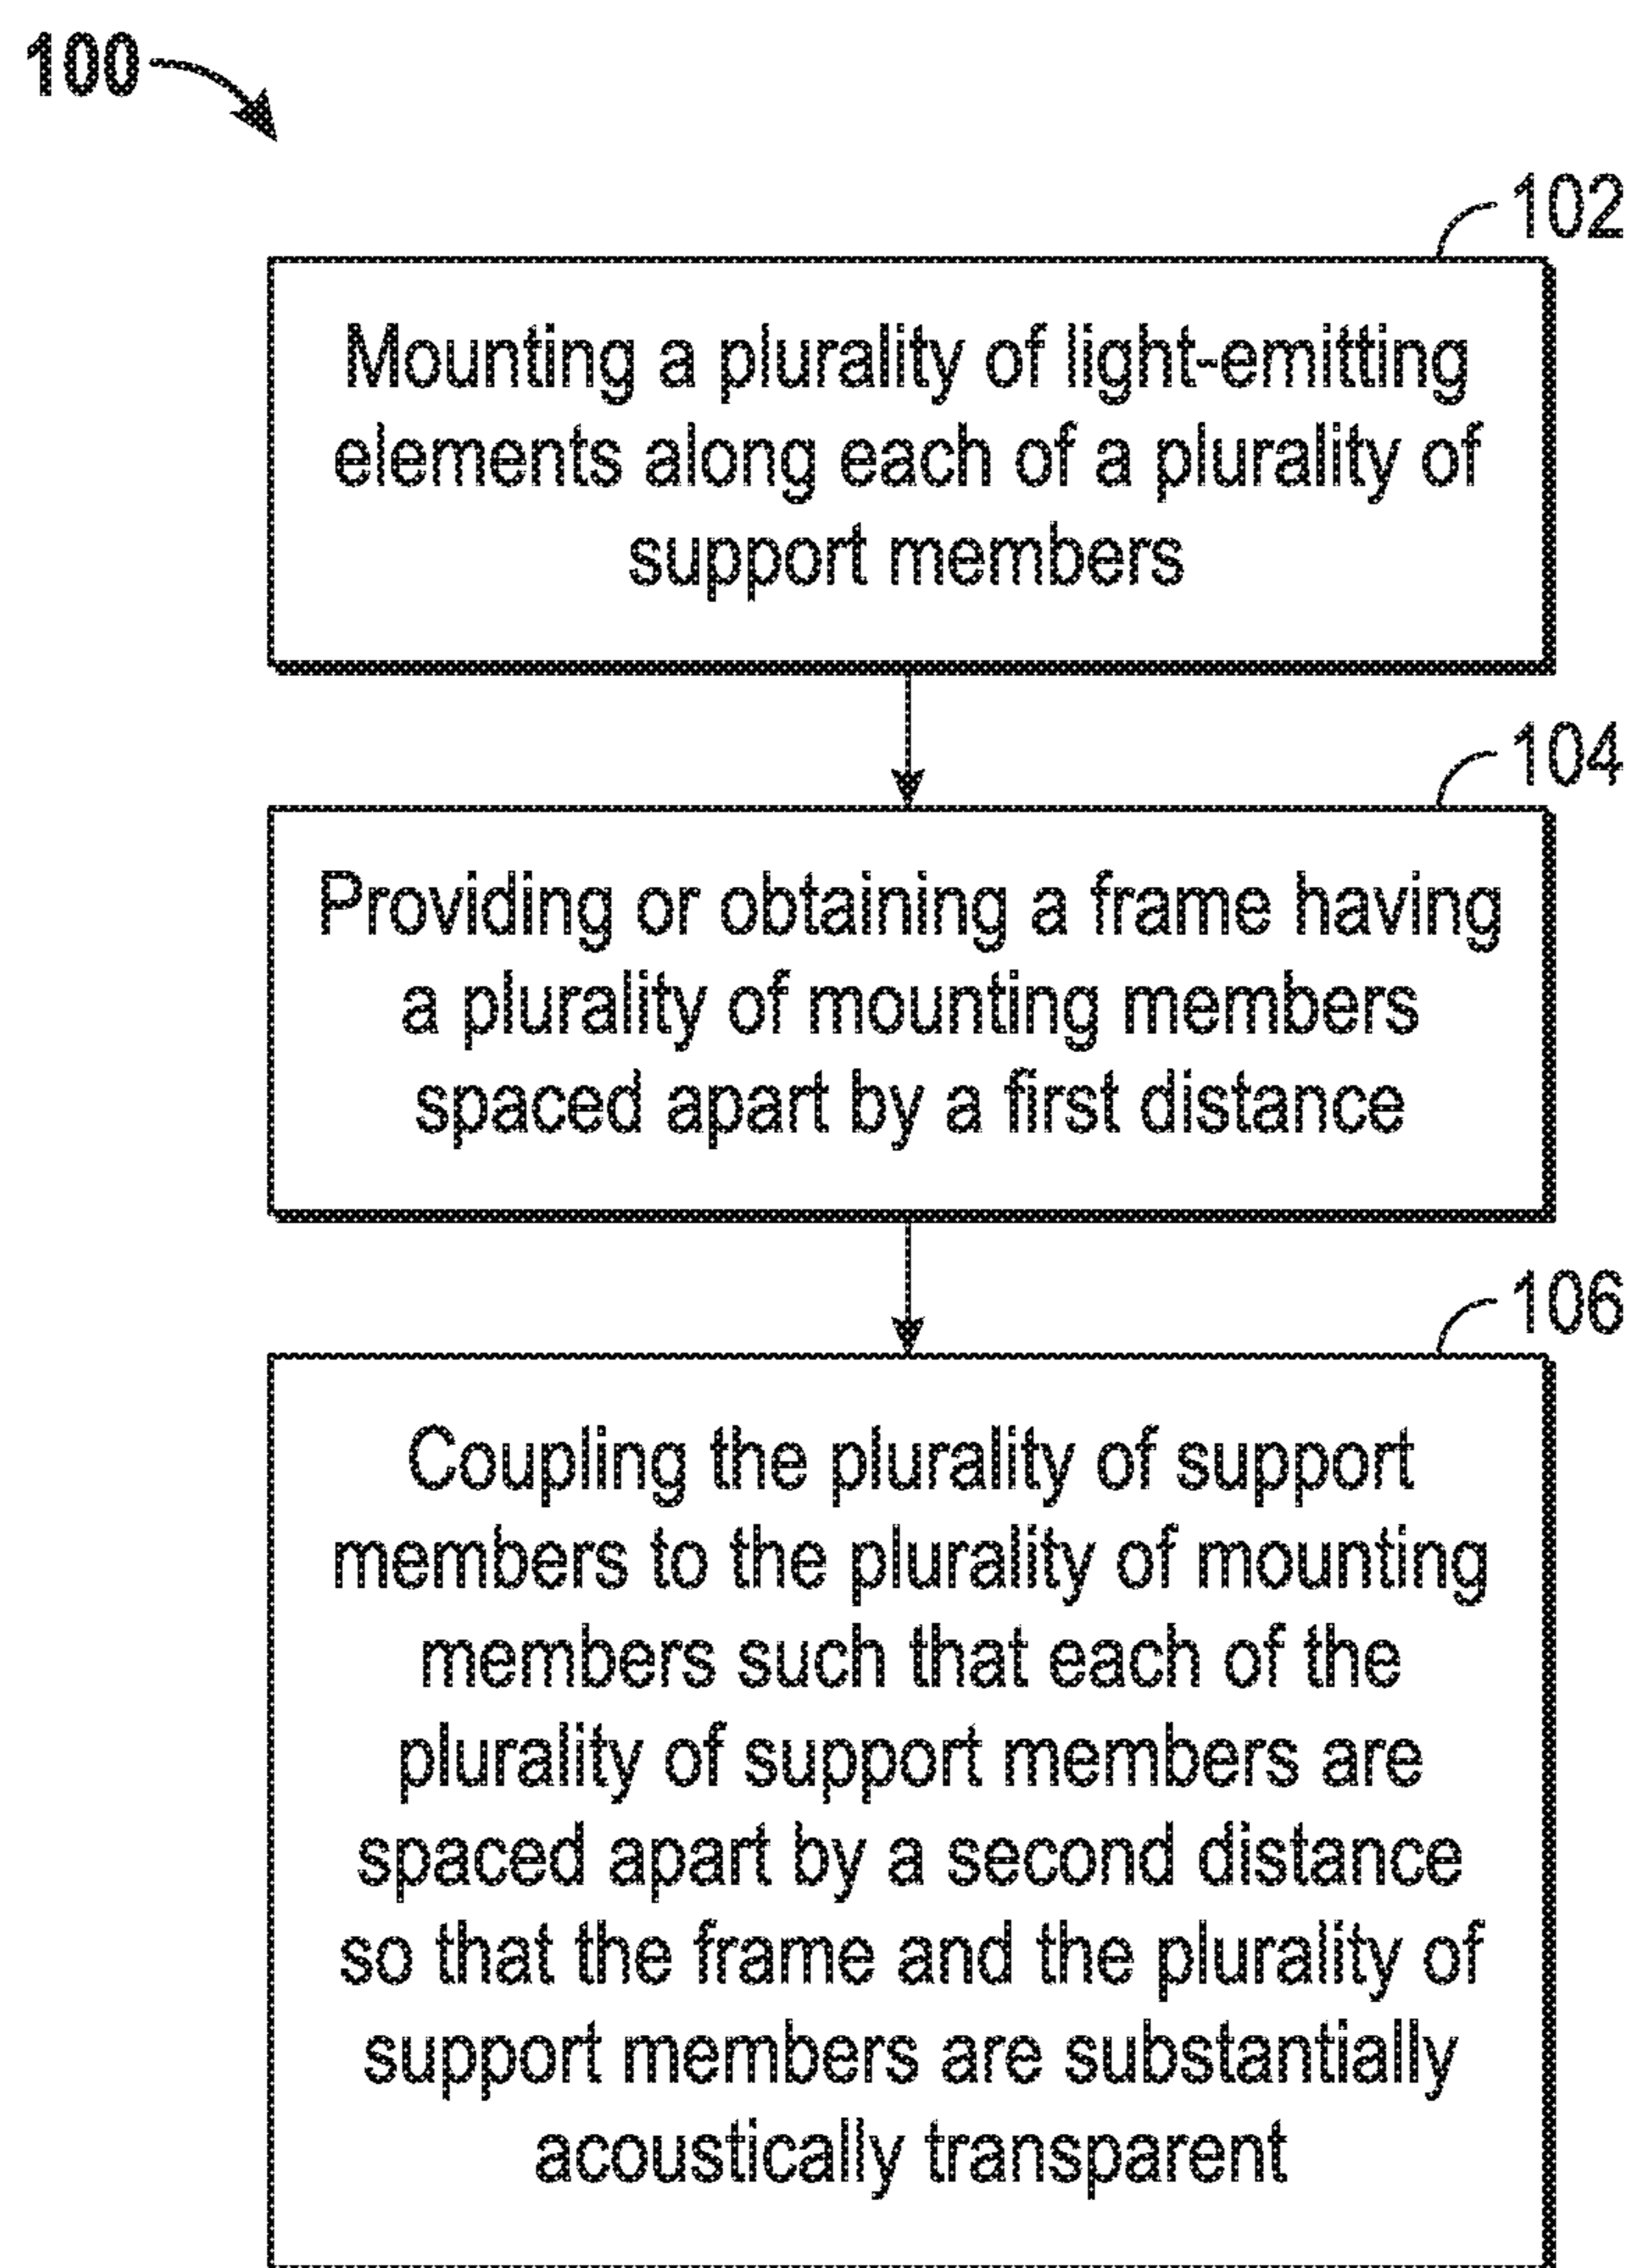 100
102
Mounting a plurality of light-emitting
elements along each of a plurality of
support members
104
Providing or obtaining a frame having
a plurality of mounting members
spaced apart by a first distance
106
Coupling the plurality of support
members to the plurality of mounting
members such that each of the
plurality of support members are
spaced apart by a second distance
so that the frame and the plurality of
support members are substantially
acoustically transparent